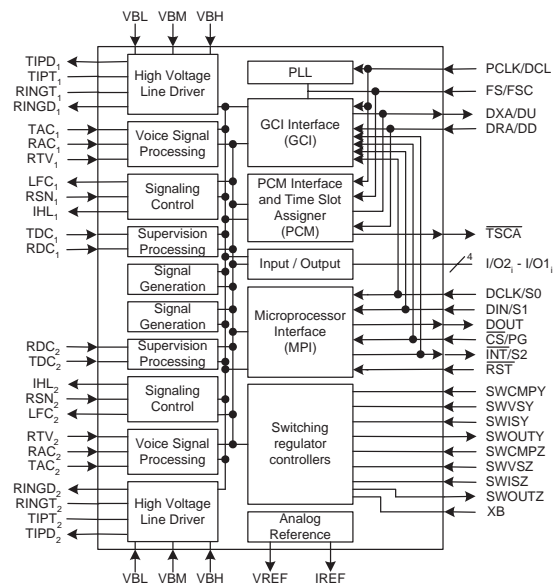 VBL VBM VBH
TIPD1
TIPT1
RINGT1
RINGD1
High Voltage
Line Driver
TAC1
RAC1
RTV1
Voice Signal
Processing
LFC1
RSN1
IHL1
Signaling
Control
TDC1
RDC1
Supervision
Processing
Signal
Generation
Signal
Generation
RDC2
TDC2
Supervision
Processing
IHL2
RSN2
LFC2
Signaling
Control
RTV2
RAC2
TAC2
Voice Signal
Processing
RINGD2
RINGT2
TIPT2
TIPD2
High Voltage
Line Driver
VBL VBM VBH
PLL
GCI Interface
(GCI)
PCM Interface
and Time Slot
Assigner
(PCM)
Input / Output
Microprocessor
Interface
(MPI)
Switching
regulator
controllers
Analog
Reference
VREF IREF
PCLK/DCL
FS/FSC
DXA/DU
DRA/DD
TSCA
4
I/O2i - I/O1i
DCLK/S0
DIN/S1
DOUT
CS/PG
INT/S2
RST
SWCMPY
SWVSY
SWISY
SWOUTY
SWCMPZ
SWVSZ
SWISZ
SWOUTZ
XB